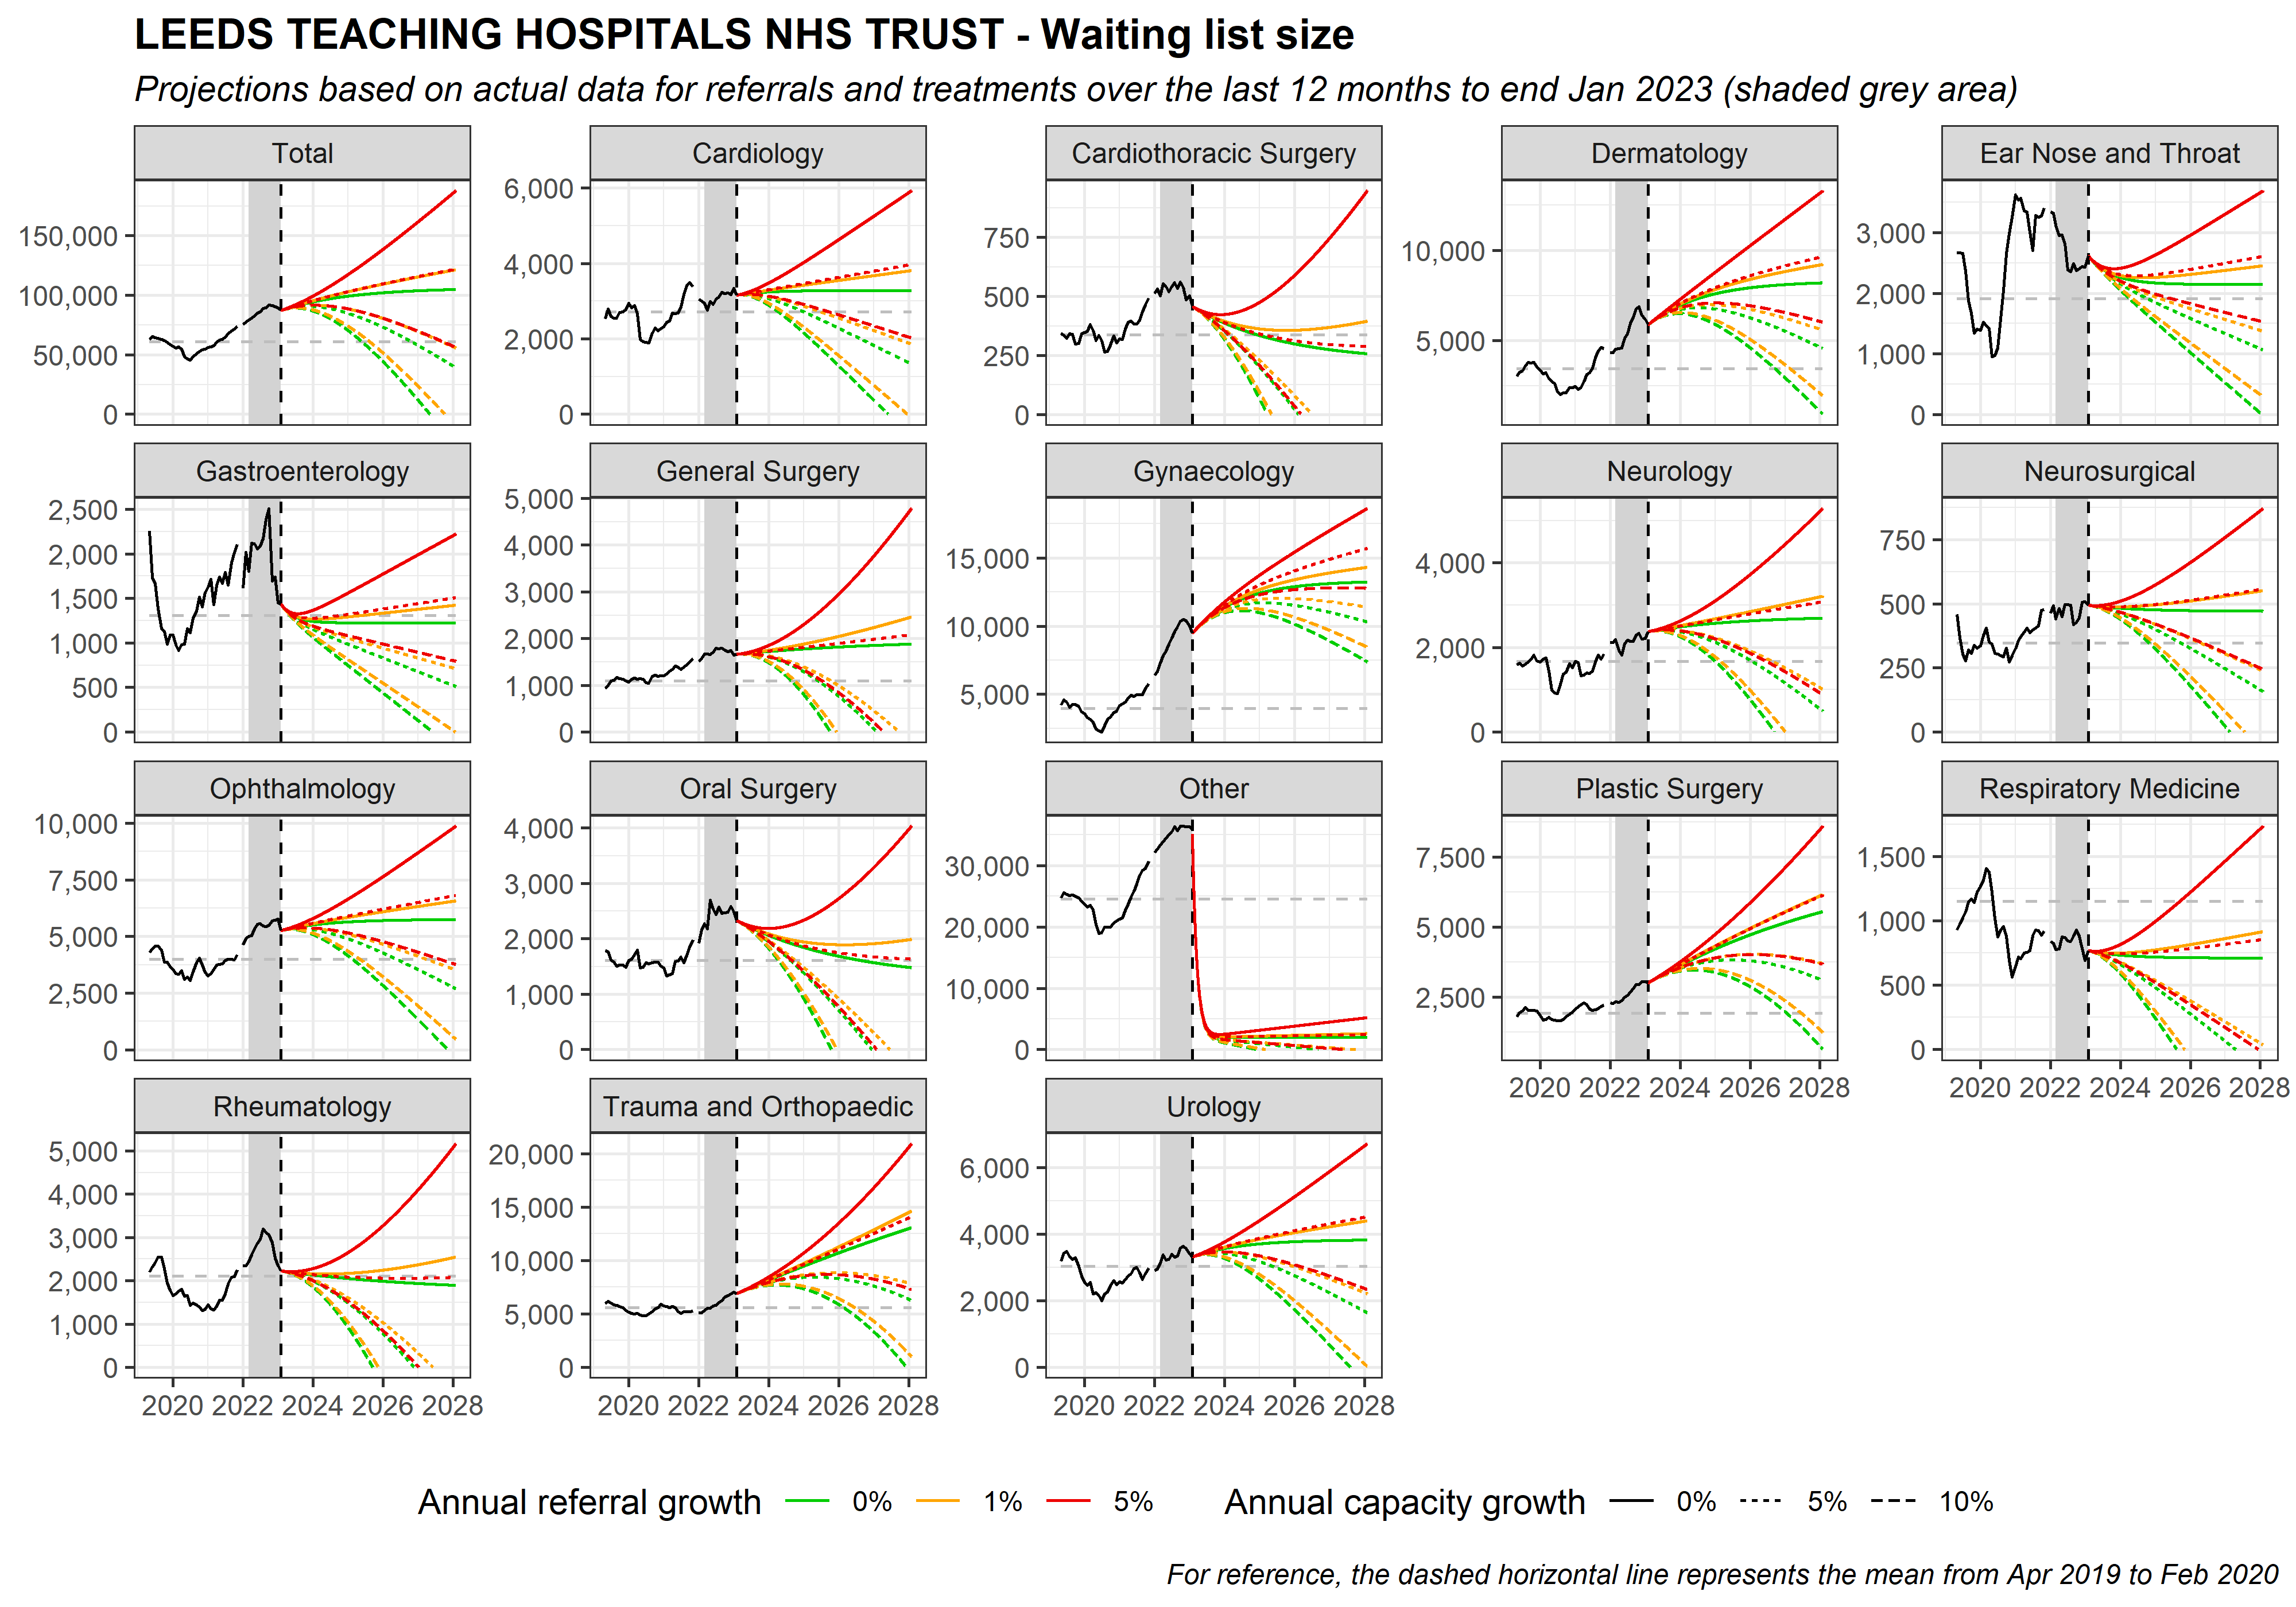 LEEDS TEACHING HOSPITALS NHS TRUST - Waiting list size
Projections based on actual data for referrals and treatments over the last 12 months to end Jan 2023 (shaded grey area)
Total
150,000
100,000
50,000
0
Cardiology
6,000
4,000
2,000
0
Cardiothoracic Surgery
750
500
250
0
Dermatology
10,000
5,000
Ear Nose and Throat
3,000
2,000
1,000
0
Gastroenterology
2,500
2,000
1,500
1,000
500
0
General Surgery
5,000
4,000
3,000
2,000
1,000
0
Gynaecology
15,000
10,000
5,000
Neurology
4,000
2,000
0
Neurosurgical
750
500
250
0
Ophthalmology
10,000
7,500
5,000
2,500
0
Oral Surgery
4,000
3,000
2,000
1,000
0
Other
30,000
20,000
10,000
0
Plastic Surgery
7,500
5,000
2,500
2020 2022 2024 2026 2028
Respiratory Medicine
1,500
1,000
500
0
2020 2022 2024 2026 2028
Rheumatology
5,000
4,000
3,000
2,000
1,000
0
2020 2022 2024 2026 2028
Trauma and Orthopaedic
20,000
15,000
10,000
5,000
0
2020 2022 2024 2026 2028
Urology
6,000
4,000
2,000
0
2020 2022 2024 2026 2028
Annual referral growth 0% 1% 5% Annual capacity growth 0% 5% 10%
For reference, the dashed horizontal line represents the mean from Apr 2019 to Feb 2020